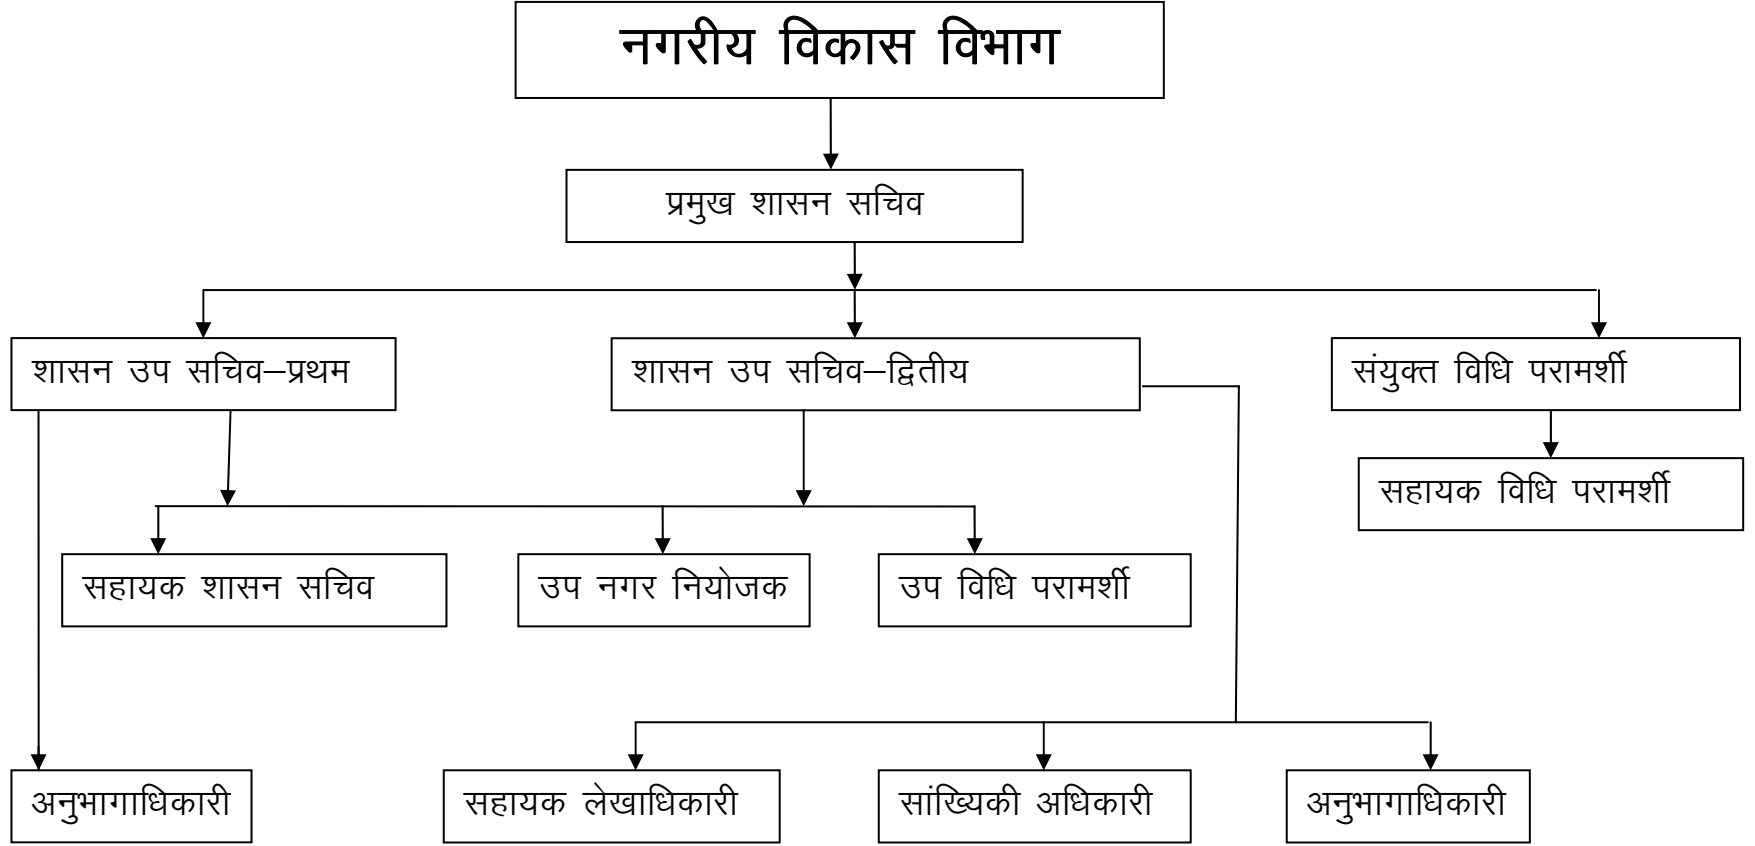 नगरीय विकास विभाग
प्रमुख शासन सचिव
शासन उप सचिव–प्रथम
शासन उप सचिव–द्वितीय
संयुक्त विधि परामर्शी
सहायक विधि परामर्शी
सहायक शासन सचिव
उप नगर नियोजक
उप विधि परामर्शी
अनुभागाधिकारी
सहायक लेखाधिकारी
सांख्यिकी अधिकारी
अनुभागाधिकारी